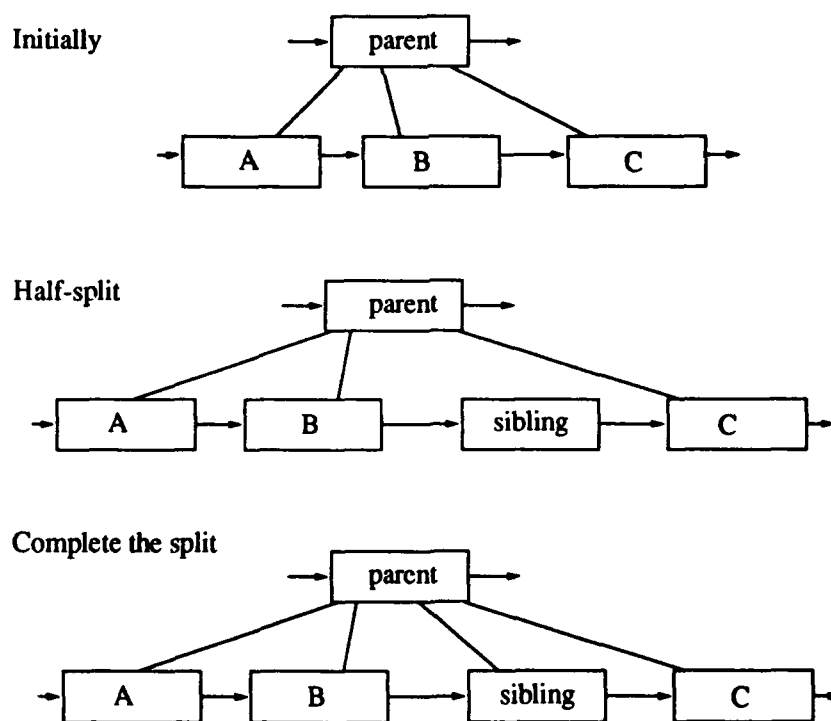 Initially
parent
A
B
C
Half-split
parent
A
B
sibling
C
Complete the split
parent
A
B
sibling
C